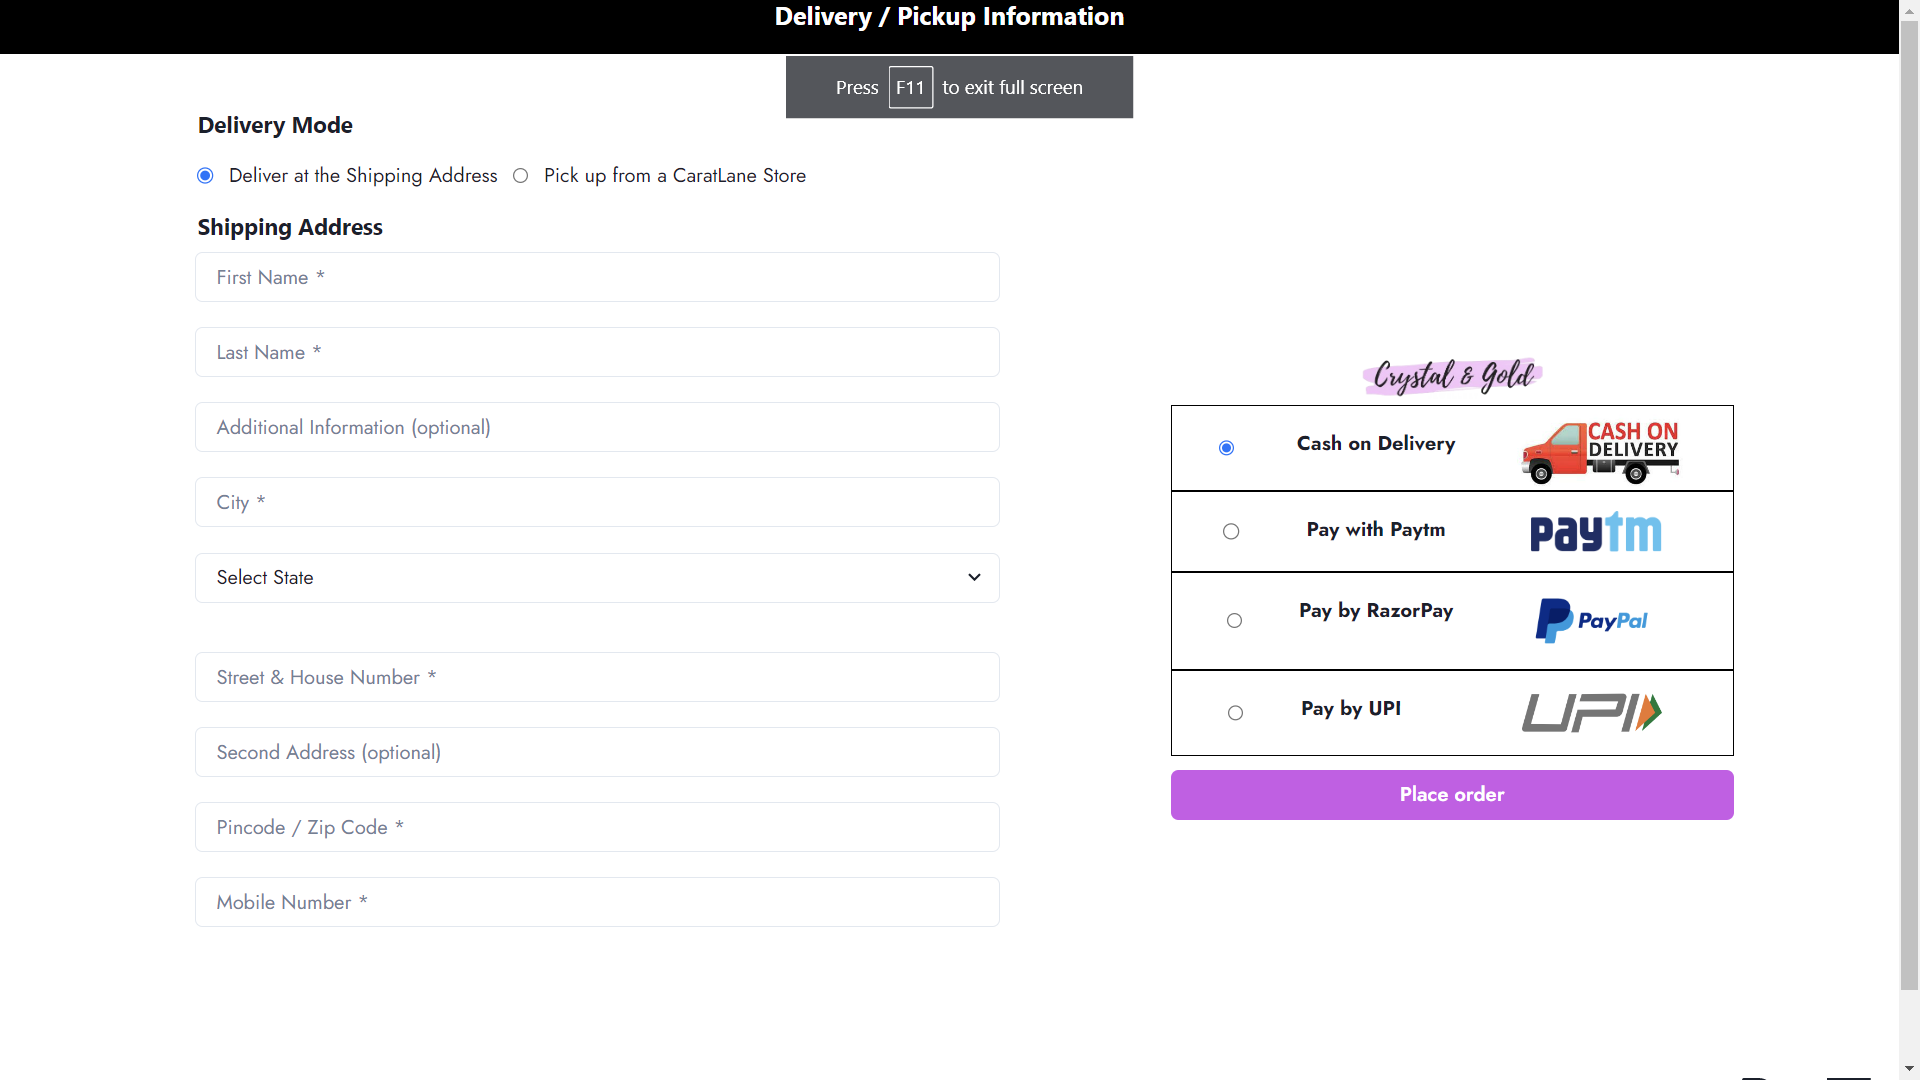 Delivery / Pickup Information
Press F11 to exit full screen
Delivery Mode
Deliver at the Shipping Address
Pick up from a CaratLane Store
Shipping Address
First Name *
Last Name *
Additional Information (optional)
City *
Select State
Street & House Number *
Second Address (optional)
Pincode / Zip Code *
Mobile Number *
Crystal & Gold
Cash on Delivery
CASH ON
DELIVERY
Pay with Paytm
paytm
Pay by RazorPay
PayPal
Pay by UPI
UPI
Place order